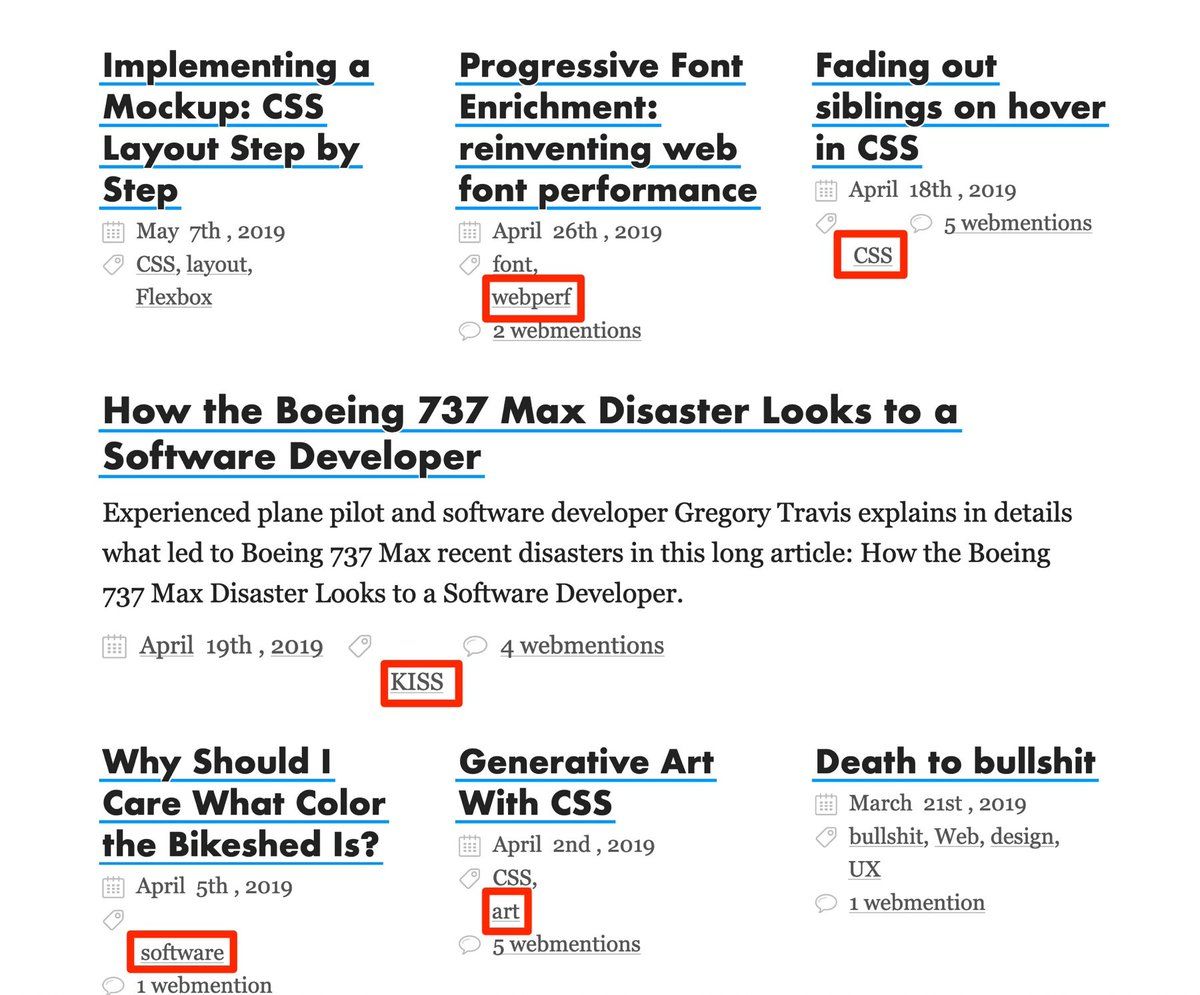 Implementing a
Mockup: CSS
Layout Step by
Step
May 7th , 2019
CSS, layout,
Flexbox
Progressive Font
Enrichment:
reinventing web
font performance
April 26th , 2019
font,
webperf
2 webmentions
Fading out
siblings on hover
in CSS
April 18th , 2019
5 webmentions
CSS
How the Boeing 737 Max Disaster Looks to a
Software Developer
Experienced plane pilot and software developer Gregory Travis explains in details
what led to Boeing 737 Max recent disasters in this long article: How the Boeing
737 Max Disaster Looks to a Software Developer.
April 19th , 2019 4 webmentions
KISS
Why Should I
Care What Color
the Bikeshed Is?
April 5th , 2019
software
1 webmention
Generative Art
With CSS
April 2nd , 2019
CSS,
art
5 webmentions
Death to bullshit
March 21st , 2019
bullshit, Web, design,
UX
1 webmention